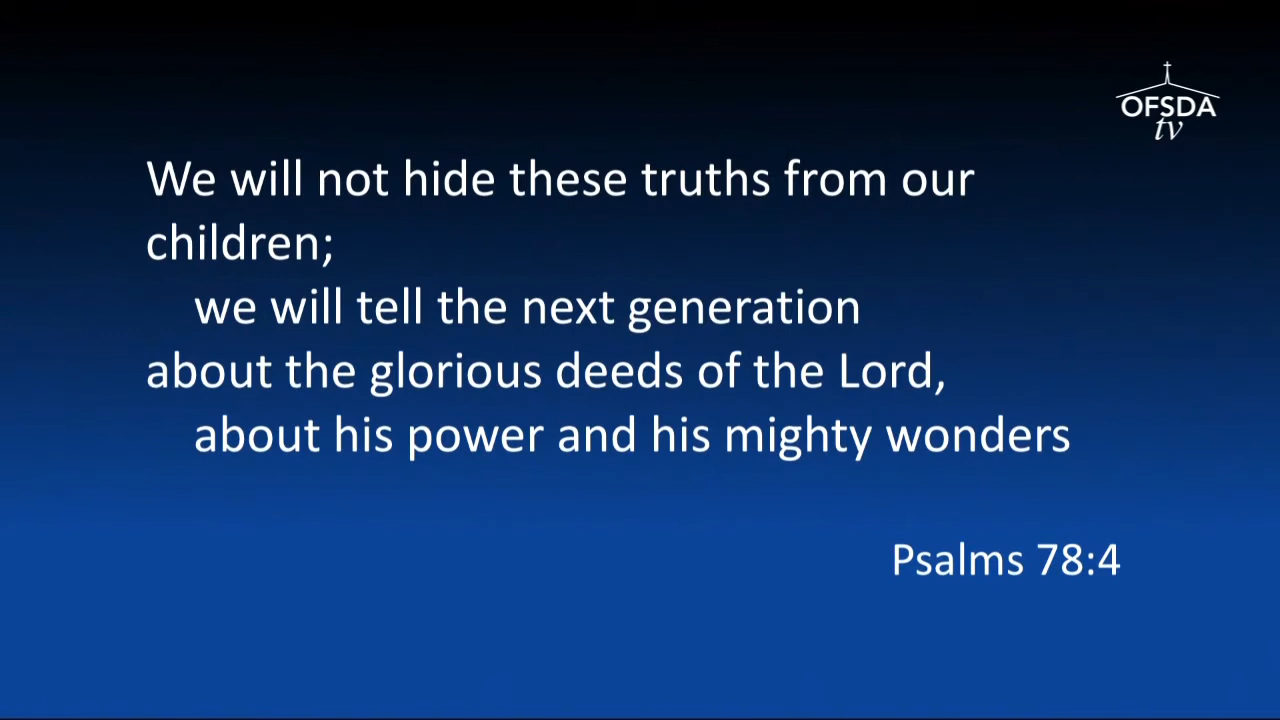 OFSDA
tv
We will not hide these truths from our
children;
we will tell the next generation
about the glorious deeds of the Lord,
about his power and his mighty wonders
Psalms 78:4